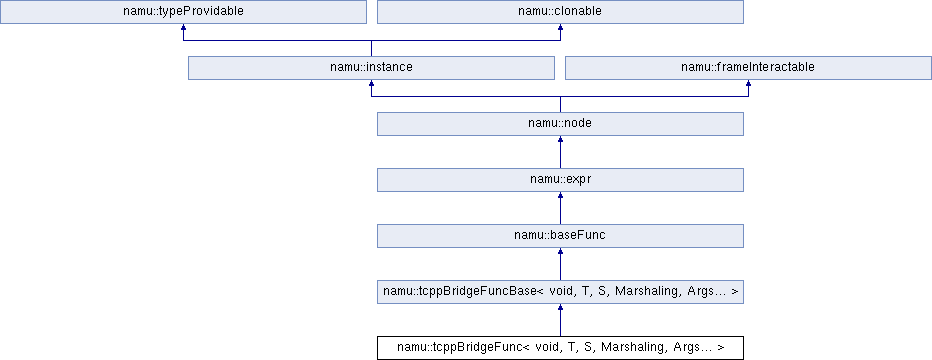 namu::typeProvidable
namu::clonable
namu::instance
namu::frameInteractable
namu::node
namu::expr
namu::baseFunc
namu::tcppBridgeFuncBase< void, T, S, Marshaling, Args... >
namu::tcppBridgeFunc< void, T, S, Marshaling, Args... >